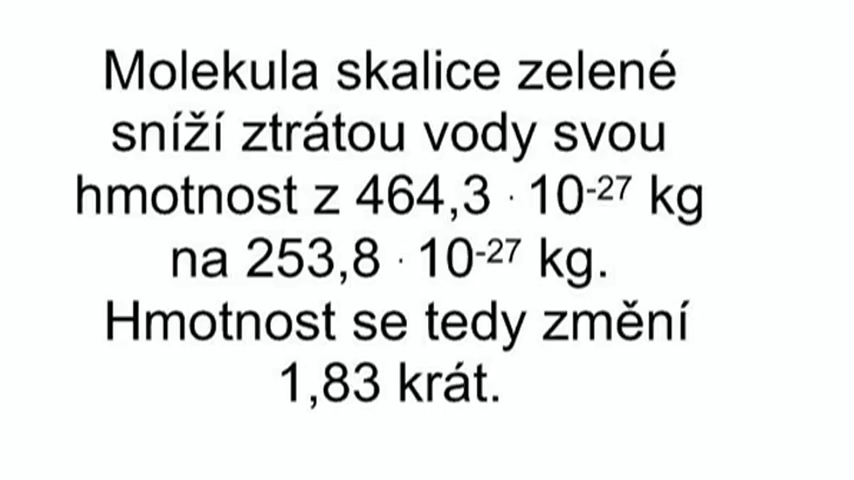 Molekula skalice zelené
sníží ztrátou vody svou
hmotnost z 464,3 · 10⁻²⁷ kg
na 253,8 · 10⁻²⁷ kg.
Hmotnost se tedy změní
1,83 krát.